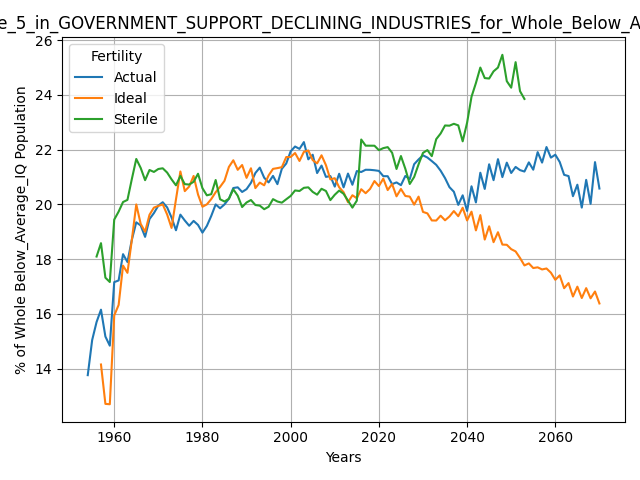 e_5_in_GOVERNMENT_SUPPORT_DECLINING_INDUSTRIES_for_Whole_Below_A
Fertility
Actual
Ideal
Sterile
% of Whole Below_Average_IQ Population
26
24
22
20
18
16
14
1960 1980 2000 2020 2040 2060
Years